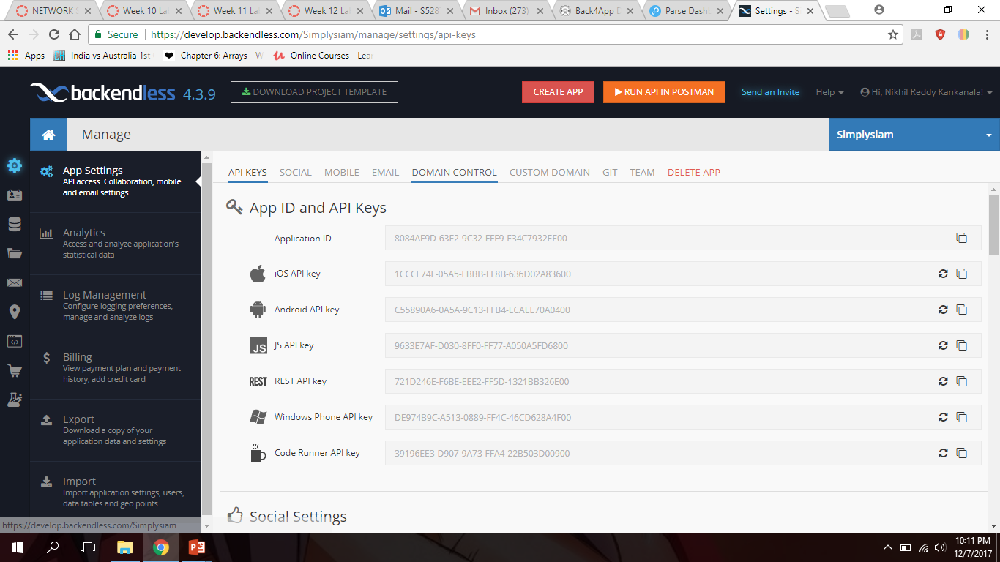 NETWORK S
Week 10 La
Week 11 La
Week 12 La
Mail - S528
Inbox (273)
Back4App D
Parse Dash
Settings - S
Secure
https://develop.backendless.com/Simplysiam/manage/settings/api-keys
Apps
India vs Australia 1st
Chapter 6: Arrays - W
Online Courses - Lea
backendless 4.3.9
DOWNLOAD PROJECT TEMPLATE
CREATE APP
RUN API IN POSTMAN
Send an Invite
Help
Hi, Nikhil Reddy Kankanala!
Manage
Simplysiam
App Settings
API access. Collaboration, mobile
and email settings
Analytics
Access and analyze application's
statistical data
Log Management
Configure logging preferences,
manage and analyze logs
Billing
View payment plan and payment
history, add credit card
Export
Download a copy of your
application data and settings
Import
Import application settings, users,
data tables and geo points
API KEYS
SOCIAL
MOBILE
EMAIL
DOMAIN CONTROL
CUSTOM DOMAIN
GIT
TEAM
DELETE APP
App ID and API Keys
Application ID
8084AF9D-63E2-9C32-FFF9-E34C7932EE00
iOS API key
1CCCF74F-05A5-FBBB-FF8B-636D02A83600
Android API key
C55890A6-0A5A-9C13-FFB4-ECAEE70A0400
JS
JS API key
9633E7AF-D030-8FF0-FF77-A050A5FD6800
REST
REST API key
721D246E-F6BE-EEE2-FF5D-1321BB326E00
Windows Phone API key
DE974B9C-A513-0889-FF4C-46CD628A4F00
Code Runner API key
39196EE3-D907-9A73-FFA4-22B503D00900
Social Settings
https://develop.backendless.com/Simplysiam
10:11 PM
12/7/2017